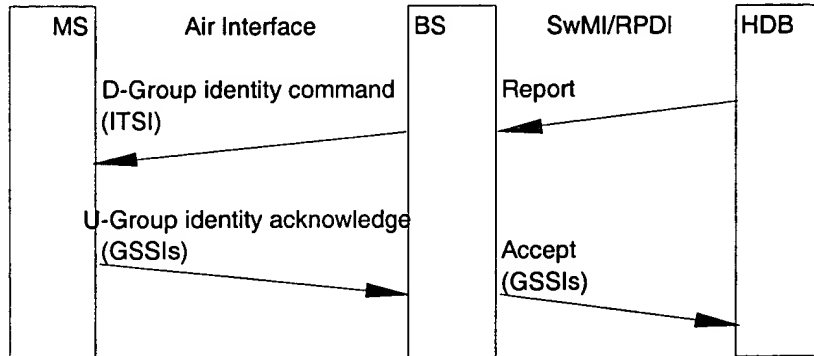 MS Air Interface BS SwMI/RPDI HDB
D-Group identity command
(ITSI)
Report
U-Group identity acknowledge
(GSSIs)
Accept
(GSSIs)